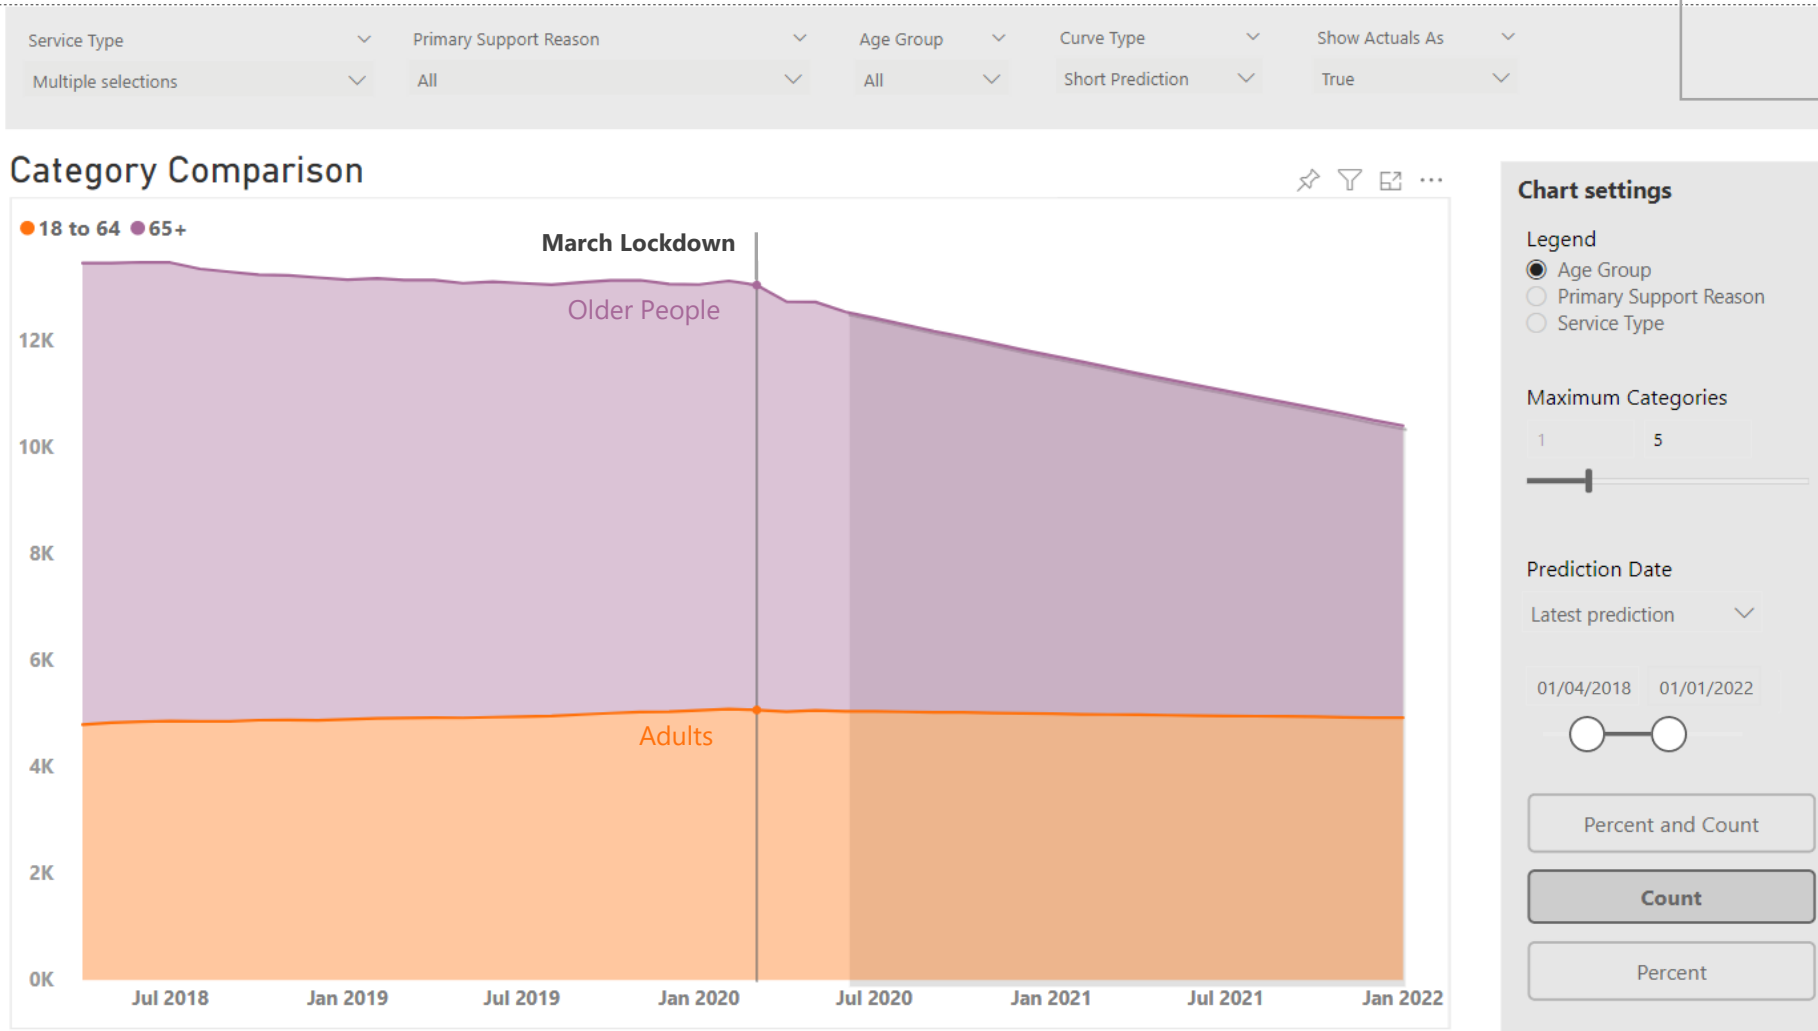 Service Type
Primary Support Reason
Age Group
Curve Type
Show Actuals As
Multiple selections
All
All
Short Prediction
True
Category Comparison
18 to 64 65+
March Lockdown
Older People
Adults
12K
10K
8K
6K
4K
2K
0K
Jul 2018
Jan 2019
Jul 2019
Jan 2020
Jul 2020
Jan 2021
Jul 2021
Jan 2022
Chart settings
Legend
Age Group
Primary Support Reason
Service Type
Maximum Categories
1
5
Prediction Date
Latest prediction
01/04/2018
01/01/2022
Percent and Count
Count
Percent